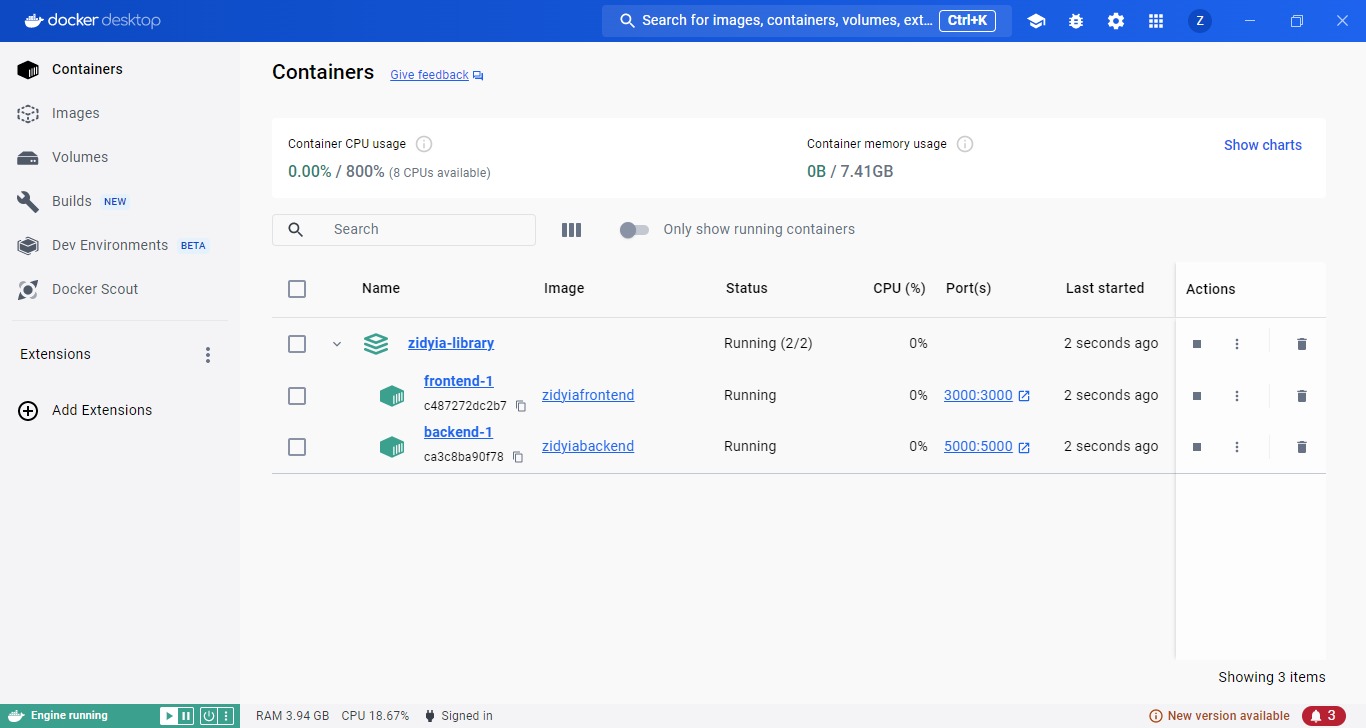 docker desktop
Search for images, containers, volumes, ext... Ctrl+K
Z
Containers
Images
Volumes
Builds NEW
Dev Environments BETA
Docker Scout
Extensions
Add Extensions
Containers Give feedback
Container CPU usage
0.00% / 800% (8 CPUs available)
Container memory usage
0B / 7.41GB
Show charts
Search
Only show running containers
Name Image Status CPU (%) Port(s) Last started Actions
zidyia-library Running (2/2) 0% 2 seconds ago
frontend-1
c487272dc2b7 zidyiafrontend Running 0% 3000:3000 2 seconds ago
backend-1
ca3c8ba90f78 zidyiabackend Running 0% 5000:5000 2 seconds ago
Showing 3 items
Engine running
RAM 3.94 GB CPU 18.67% Signed in
New version available 3